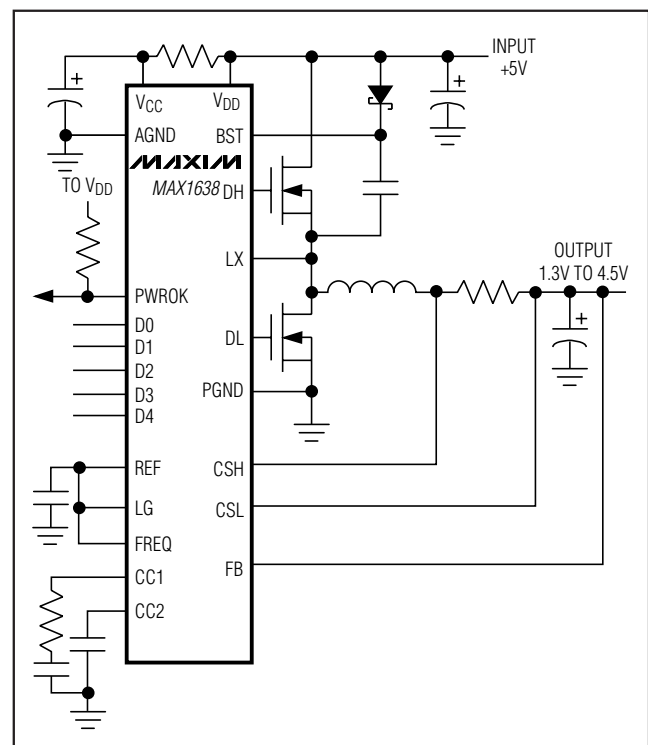 INPUT
+5V
+
+
VCC
VDD
AGND
BST
MAXIM
MAX1638
DH
TO VDD
LX
OUTPUT
1.3V TO 4.5V
PWROK
+
D0
D1
DL
D2
D3
PGND
D4
REF
CSH
LG
CSL
FREQ
FB
CC1
CC2